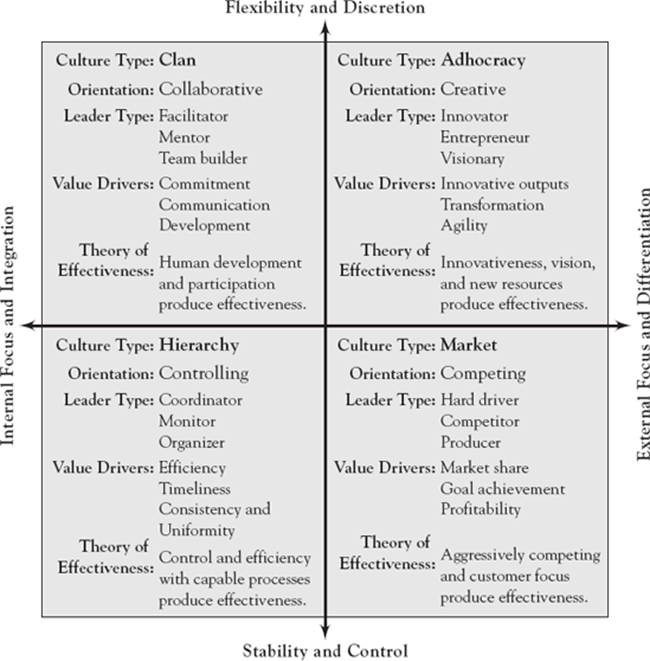 Flexibility and Discretion
Culture Type: Clan
Orientation: Collaborative
Leader Type: Facilitator
Mentor
Team builder
Value Drivers: Commitment
Communication
Development
Theory of
Effectiveness: Human development
and participation
produce effectiveness.
Culture Type: Adhocracy
Orientation: Creative
Leader Type: Innovator
Entrepreneur
Visionary
Value Drivers: Innovative outputs
Transformation
Agility
Theory of
Effectiveness: Innovativeness, vision,
and new resources
produce effectiveness.
Internal Focus and Integration
External Focus and Differentiation
Culture Type: Hierarchy
Orientation: Controlling
Leader Type: Coordinator
Monitor
Organizer
Value Drivers: Efficiency
Timeliness
Consistency and
Uniformity
Theory of
Effectiveness: Control and efficiency
with capable processes
produce effectiveness.
Culture Type: Market
Orientation: Competing
Leader Type: Hard driver
Competitor
Producer
Value Drivers: Market share
Goal achievement
Profitability
Theory of
Effectiveness: Aggressively competing
and customer focus
produce effectiveness.
Stability and Control